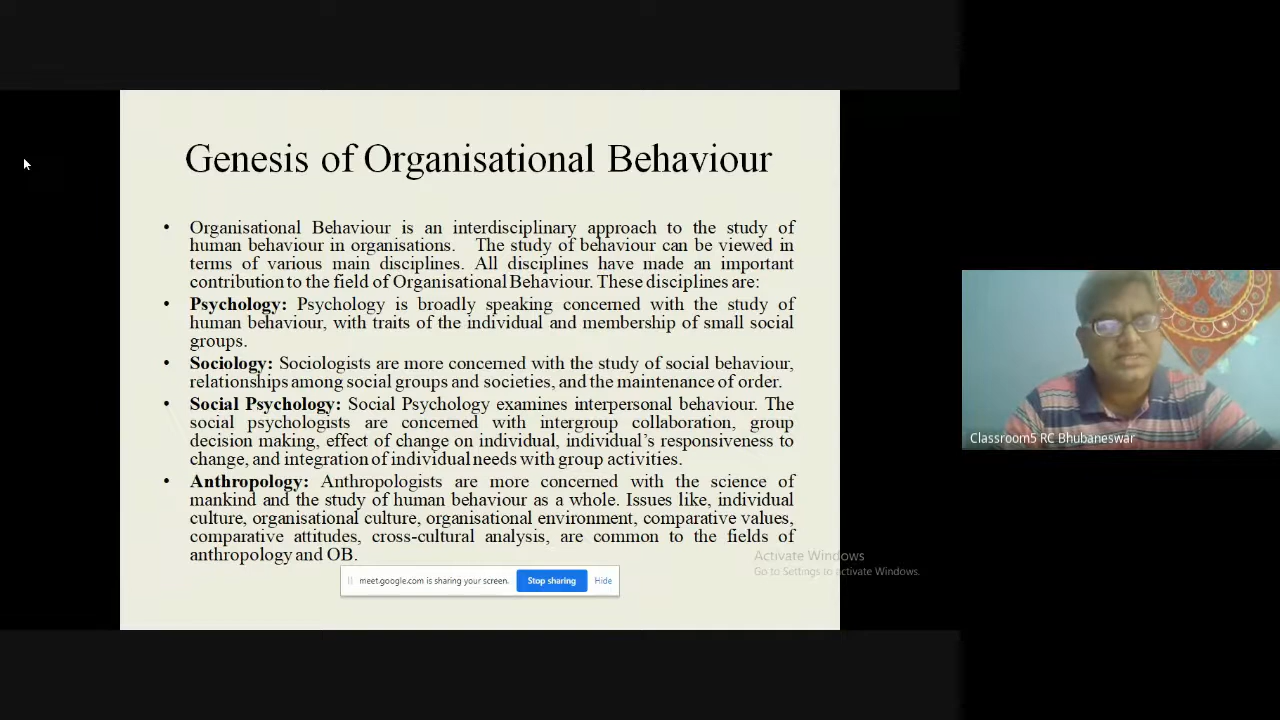 Genesis of Organisational Behaviour
• Organisational Behaviour is an interdisciplinary approach to the study of
human behaviour in organisations. The study of behaviour can be viewed in
terms of various main disciplines. All disciplines have made an important
contribution to the field of Organisational Behaviour. These disciplines are:
• Psychology: Psychology is broadly speaking concerned with the study of
human behaviour, with traits of the individual and membership of small social
groups.
• Sociology: Sociologists are more concerned with the study of social behaviour,
relationships among social groups and societies, and the maintenance of order.
• Social Psychology: Social Psychology examines interpersonal behaviour. The
social psychologists are concerned with intergroup collaboration, group
decision making, effect of change on individual, individual's responsiveness to
change, and integration of individual needs with group activities.
• Anthropology: Anthropologists are more concerned with the science of
mankind and the study of human behaviour as a whole. Issues like, individual
culture, organisational culture, organisational environment, comparative values,
comparative attitudes, cross-cultural analysis, are common to the fields of
anthropology and OB.
meet.google.com is sharing your screen. Stop sharing Hide
Activate Windows
Go to Settings to activate Windows.
Classroom5 RC Bhubaneswar